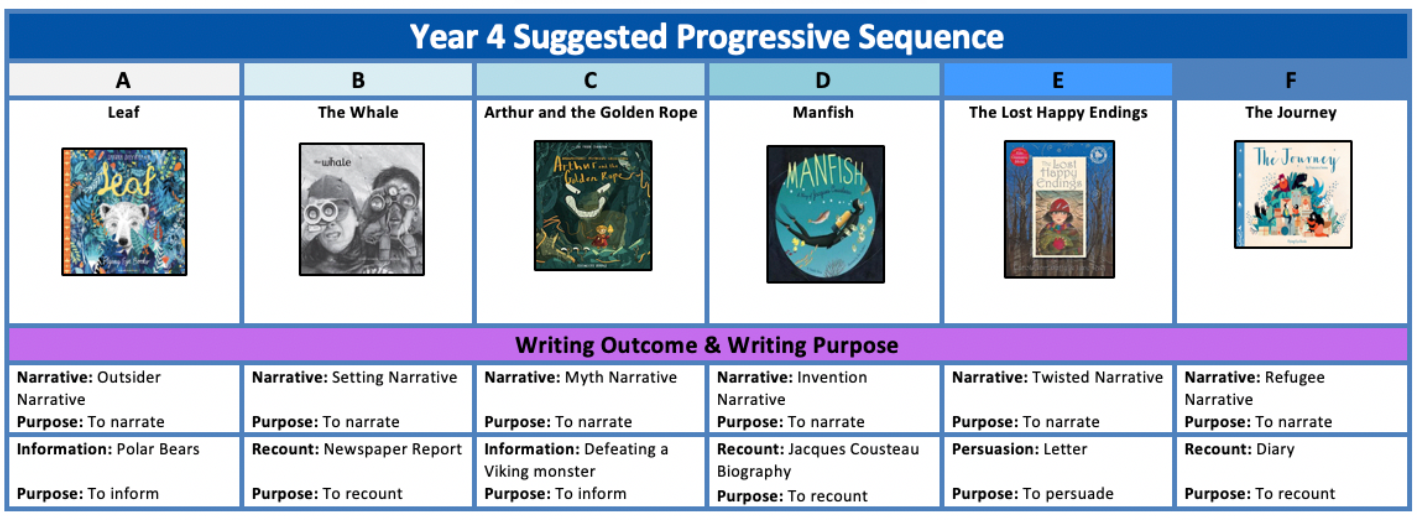 Year 4 Suggested Progressive Sequence
A
B
C
D
E
F
Leaf
The Whale
Arthur and the Golden Rope
Manfish
The Lost Happy Endings
The Journey
Leaf
Flying Eye Books
the whale
Arthur and the
Golden Rope
MANFISH
The Lost
Happy
Endings
The Journey
Writing Outcome & Writing Purpose
Narrative: Outsider
Narrative
Purpose: To narrate
Narrative: Setting Narrative
Purpose: To narrate
Narrative: Myth Narrative
Purpose: To narrate
Narrative: Invention
Narrative
Purpose: To narrate
Narrative: Twisted Narrative
Purpose: To narrate
Narrative: Refugee
Narrative
Purpose: To narrate
Information: Polar Bears
Purpose: To inform
Recount: Newspaper Report
Purpose: To recount
Information: Defeating a
Viking monster
Purpose: To inform
Recount: Jacques Cousteau
Biography
Purpose: To recount
Persuasion: Letter
Purpose: To persuade
Recount: Diary
Purpose: To recount